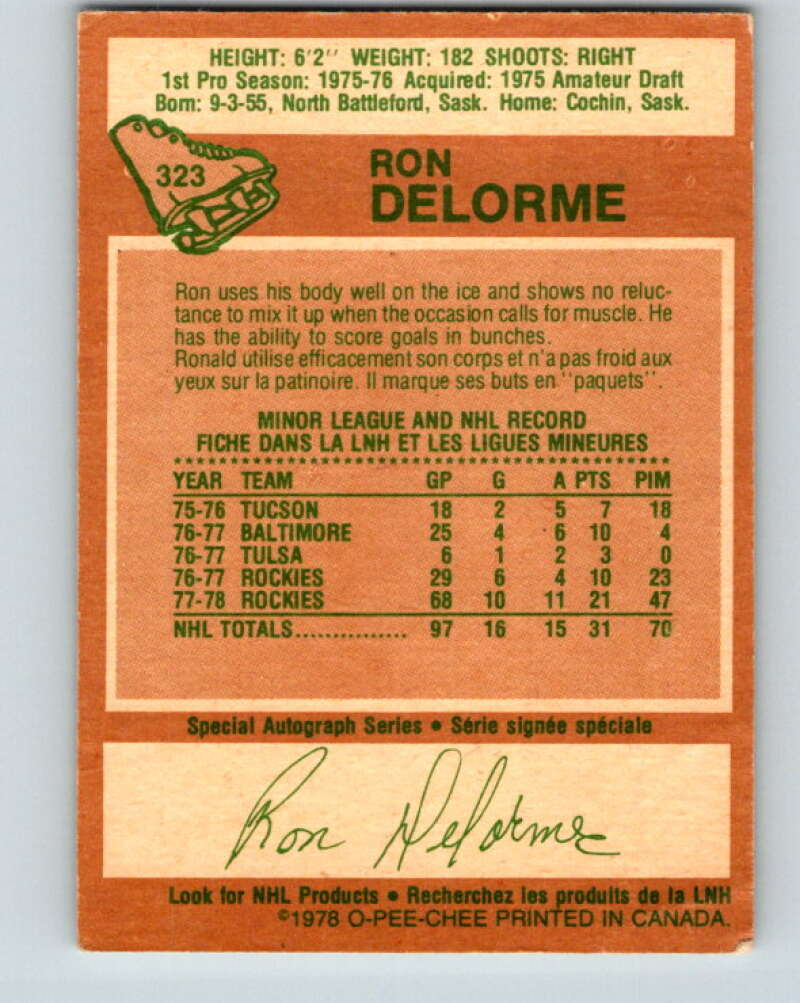 HEIGHT: 6'2" WEIGHT: 182 SHOOTS: RIGHT
1st Pro Season: 1975-76 Acquired: 1975 Amateur Draft
Born: 9-3-55, North Battleford, Sask. Home: Cochin, Sask.
323
RON
DELORME
Ron uses his body well on the ice and shows no reluc-
tance to mix it up when the occasion calls for muscle. He
has the ability to score goals in bunches.
Ronald utilise efficacement son corps et n'a pas froid aux
yeux sur la patinoire. Il marque ses buts en "paquets".
MINOR LEAGUE AND NHL RECORD
FICHE DANS LA LNH ET LES LIGUES MINEURES
YEAR TEAM GP G A PTS PIM
75-76 TUCSON 18 2 5 7 18
76-77 BALTIMORE 25 4 6 10 4
76-77 TULSA 6 1 2 3 0
76-77 ROCKIES 29 6 4 10 23
77-78 ROCKIES 68 10 11 21 47
NHL TOTALS............... 97 16 15 31 70
Special Autograph Series • Série signée spéciale
Ron Delorme
Look for NHL Products • Recherchez les produits de la LNH
©1978 O-PEE-CHEE PRINTED IN CANADA.